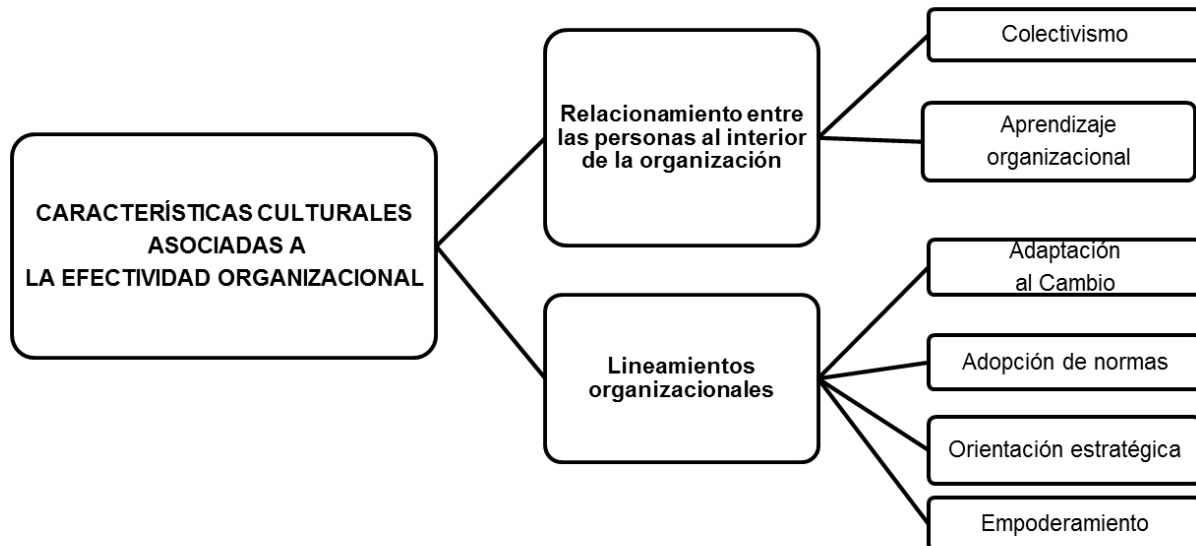 CARACTERÍSTICAS CULTURALES
ASOCIADAS A
LA EFECTIVIDAD ORGANIZACIONAL
Relacionamiento entre
las personas al interior
de la organización
Colectivismo
Aprendizaje
organizacional
Lineamientos
organizacionales
Adaptación
al Cambio
Adopción de normas
Orientación estratégica
Empoderamiento